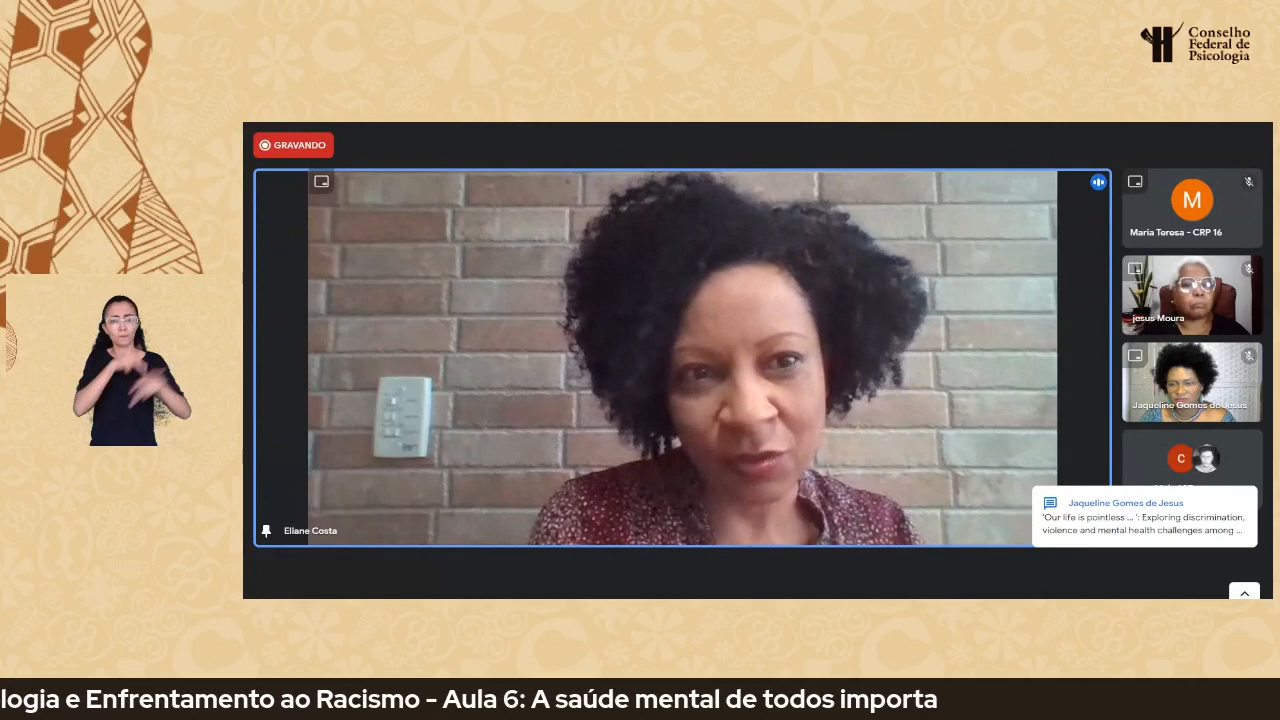 Conselho
Federal de
Psicologia
GRAVANDO
M
Maria Teresa - CRP 16
jesus Moura
Jaqueline Gomes de Jesus
C
Eliane Costa
Jaqueline Gomes de Jesus
'Our life is pointless ... ': Exploring discrimination,
violence and mental health challenges among ...
logia e Enfrentamento ao Racismo - Aula 6: A saúde mental de todos importa